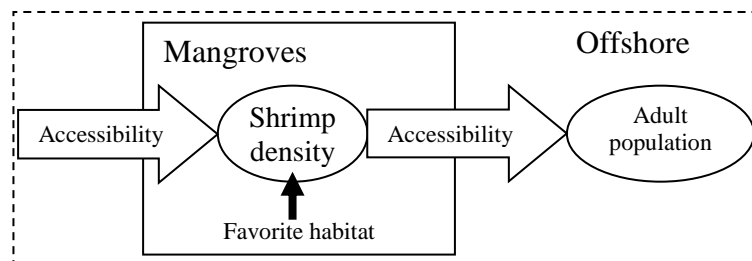 Mangroves
Offshore
Accessibility
Shrimp
density
Accessibility
Adult
population
Favorite habitat